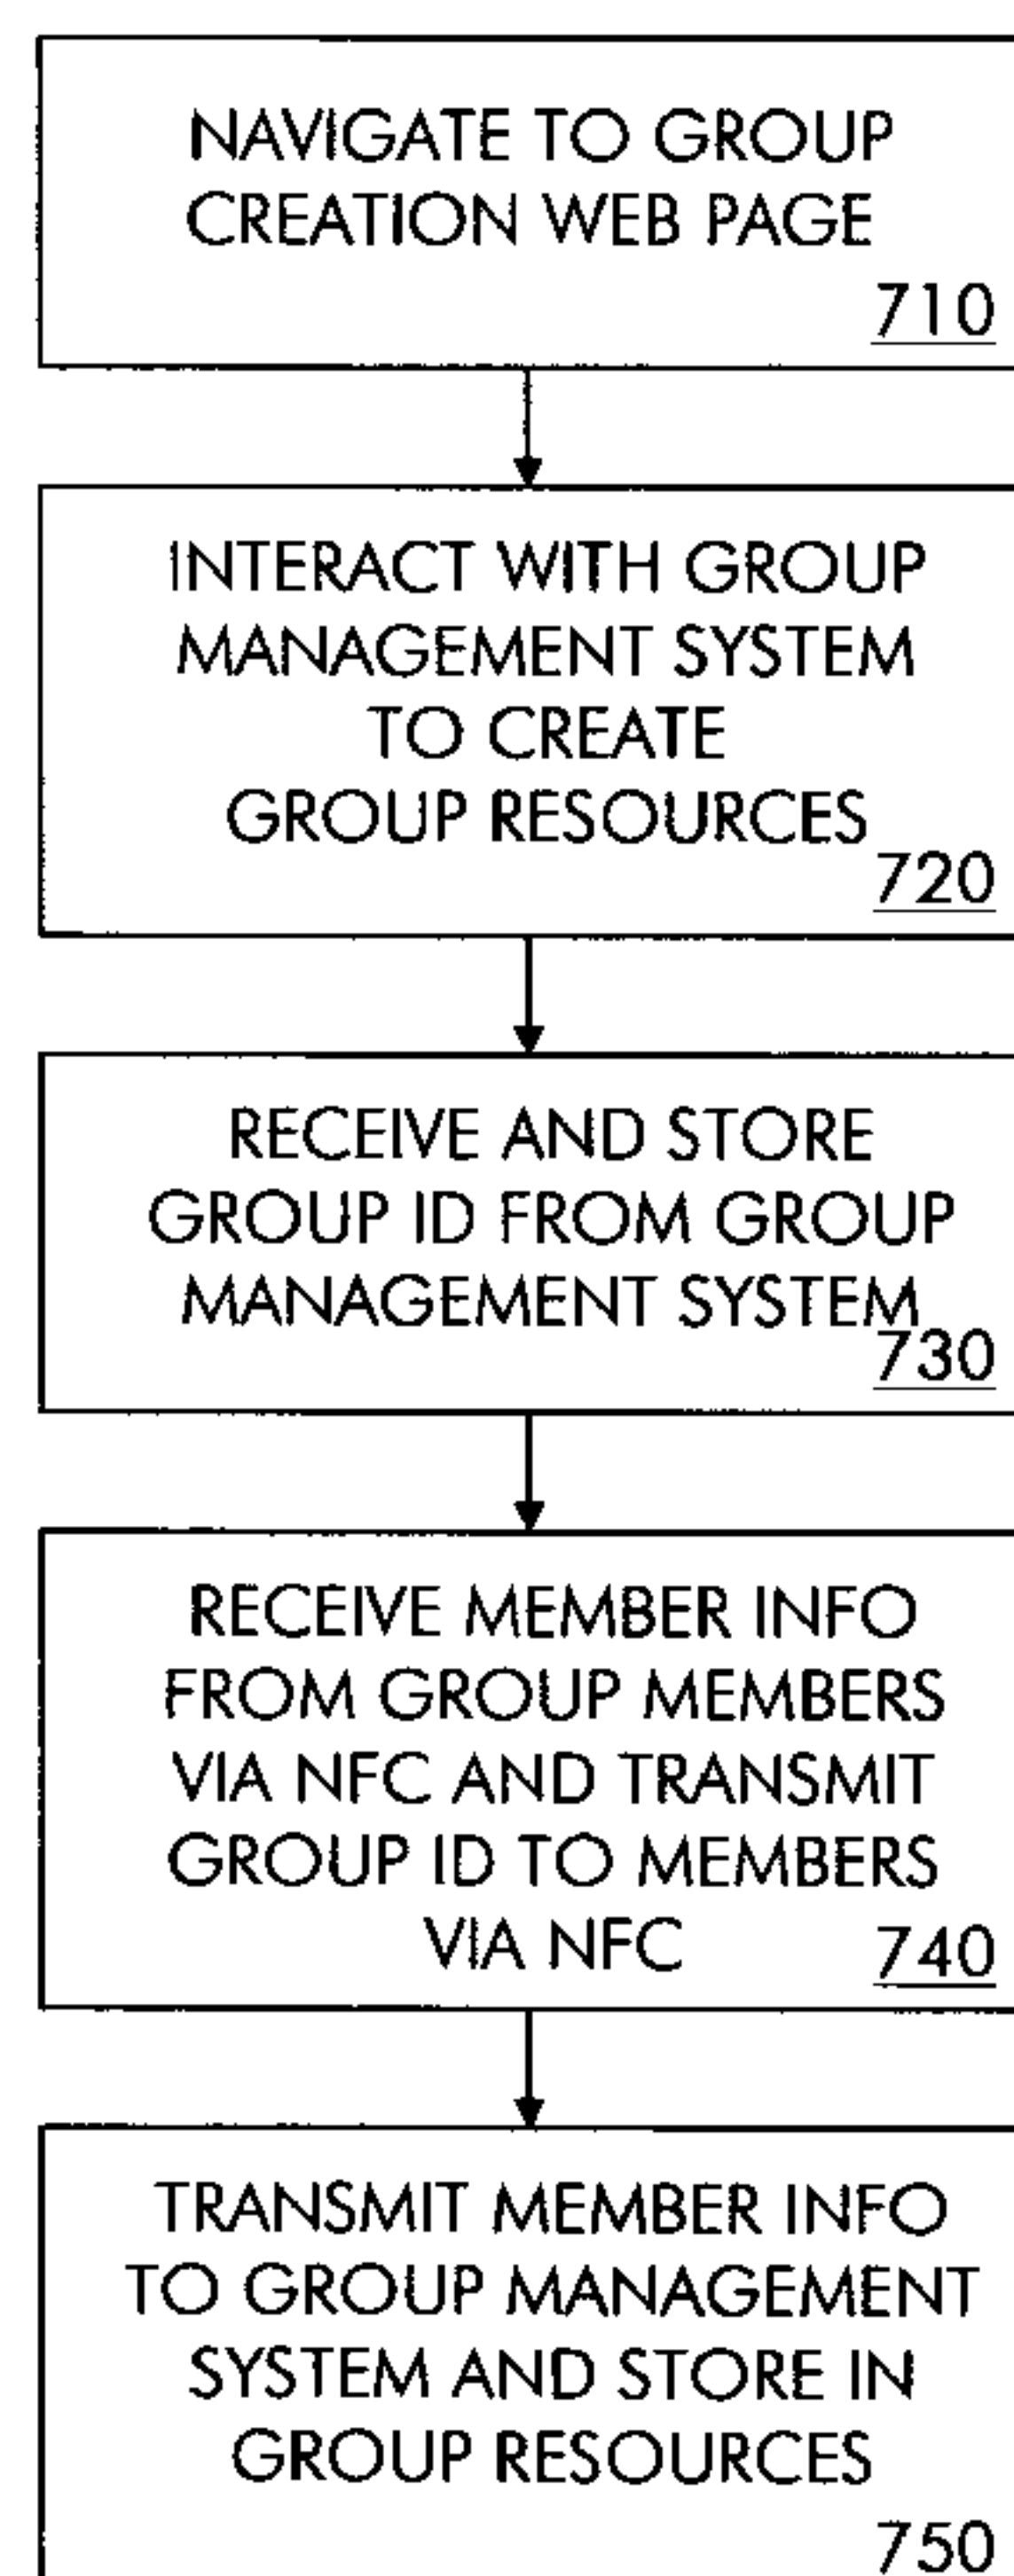 NAVIGATE TO GROUP
CREATION WEB PAGE
710
INTERACT WITH GROUP
MANAGEMENT SYSTEM
TO CREATE
GROUP RESOURCES
720
RECEIVE AND STORE
GROUP ID FROM GROUP
MANAGEMENT SYSTEM
730
RECEIVE MEMBER INFO
FROM GROUP MEMBERS
VIA NFC AND TRANSMIT
GROUP ID TO MEMBERS
VIA NFC
740
TRANSMIT MEMBER INFO
TO GROUP MANAGEMENT
SYSTEM AND STORE IN
GROUP RESOURCES
750